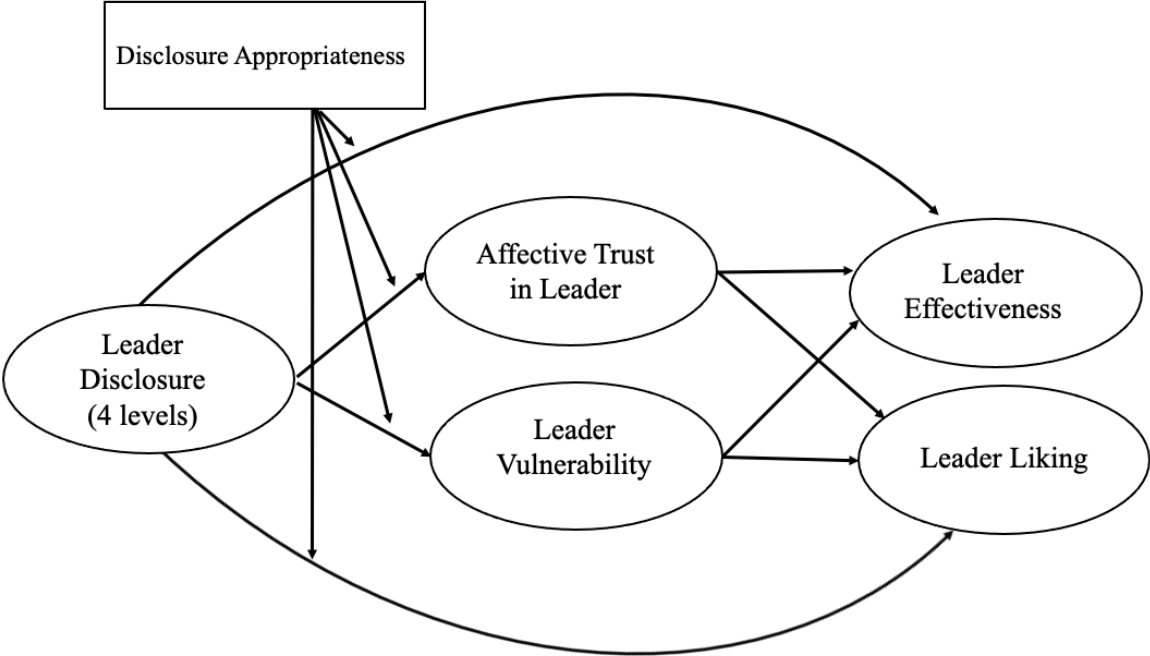 Disclosure Appropriateness
Affective Trust
in Leader
Leader
Effectiveness
Leader
Disclosure
(4 levels)
Leader
Vulnerability
Leader Liking